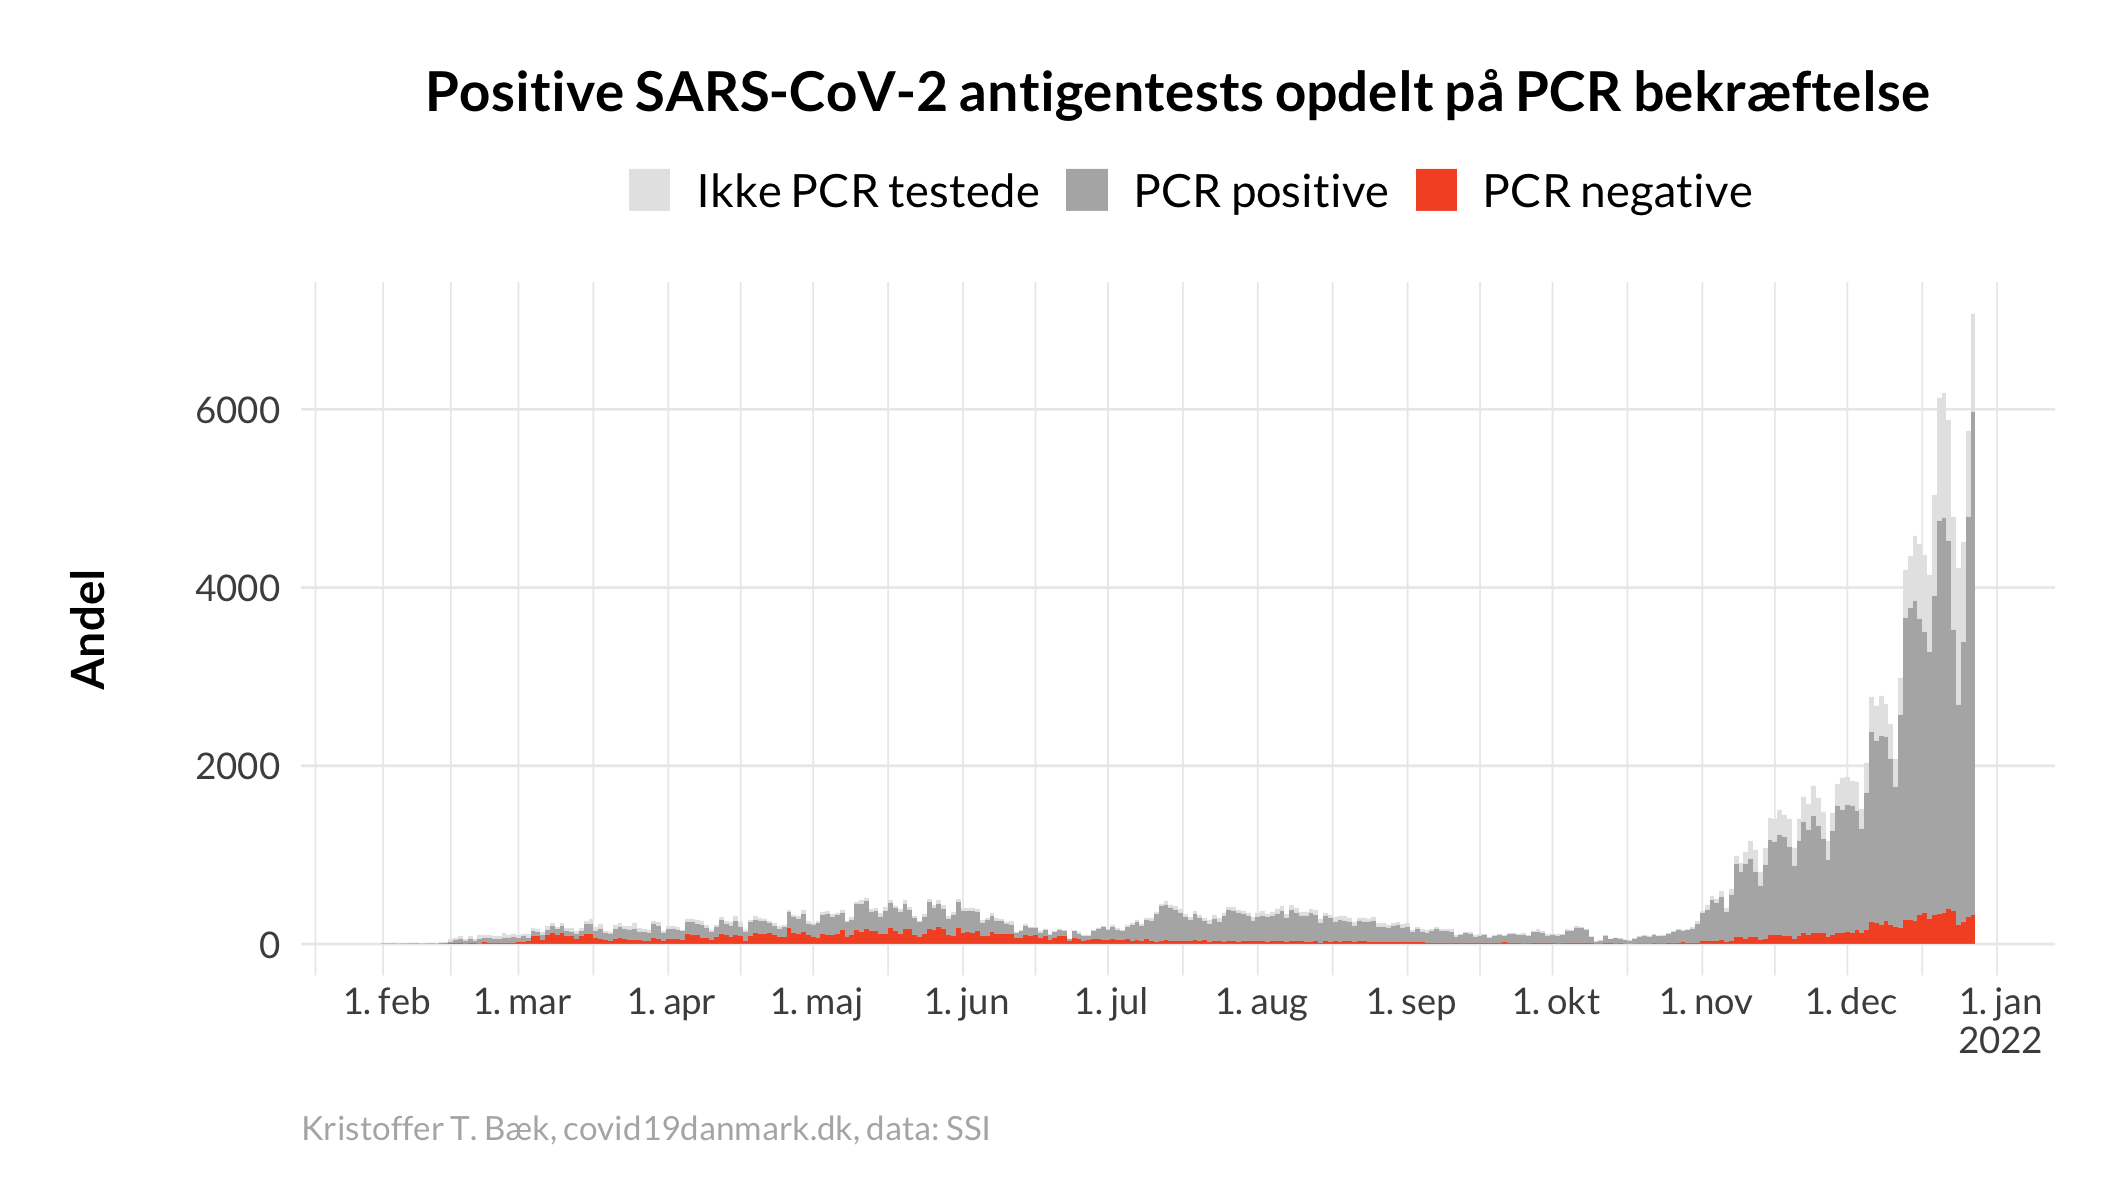 Positive SARS-CoV-2 antigentests opdelt på PCR bekræftelse
Ikke PCR testede PCR positive PCR negative
Andel
6000
4000
2000
0
1. feb 1. mar 1. apr 1. maj 1. jun 1. jul 1. aug 1. sep 1. okt 1. nov 1. dec 1. jan
2022
Kristoffer T. Bæk, covid19danmark.dk, data: SSI